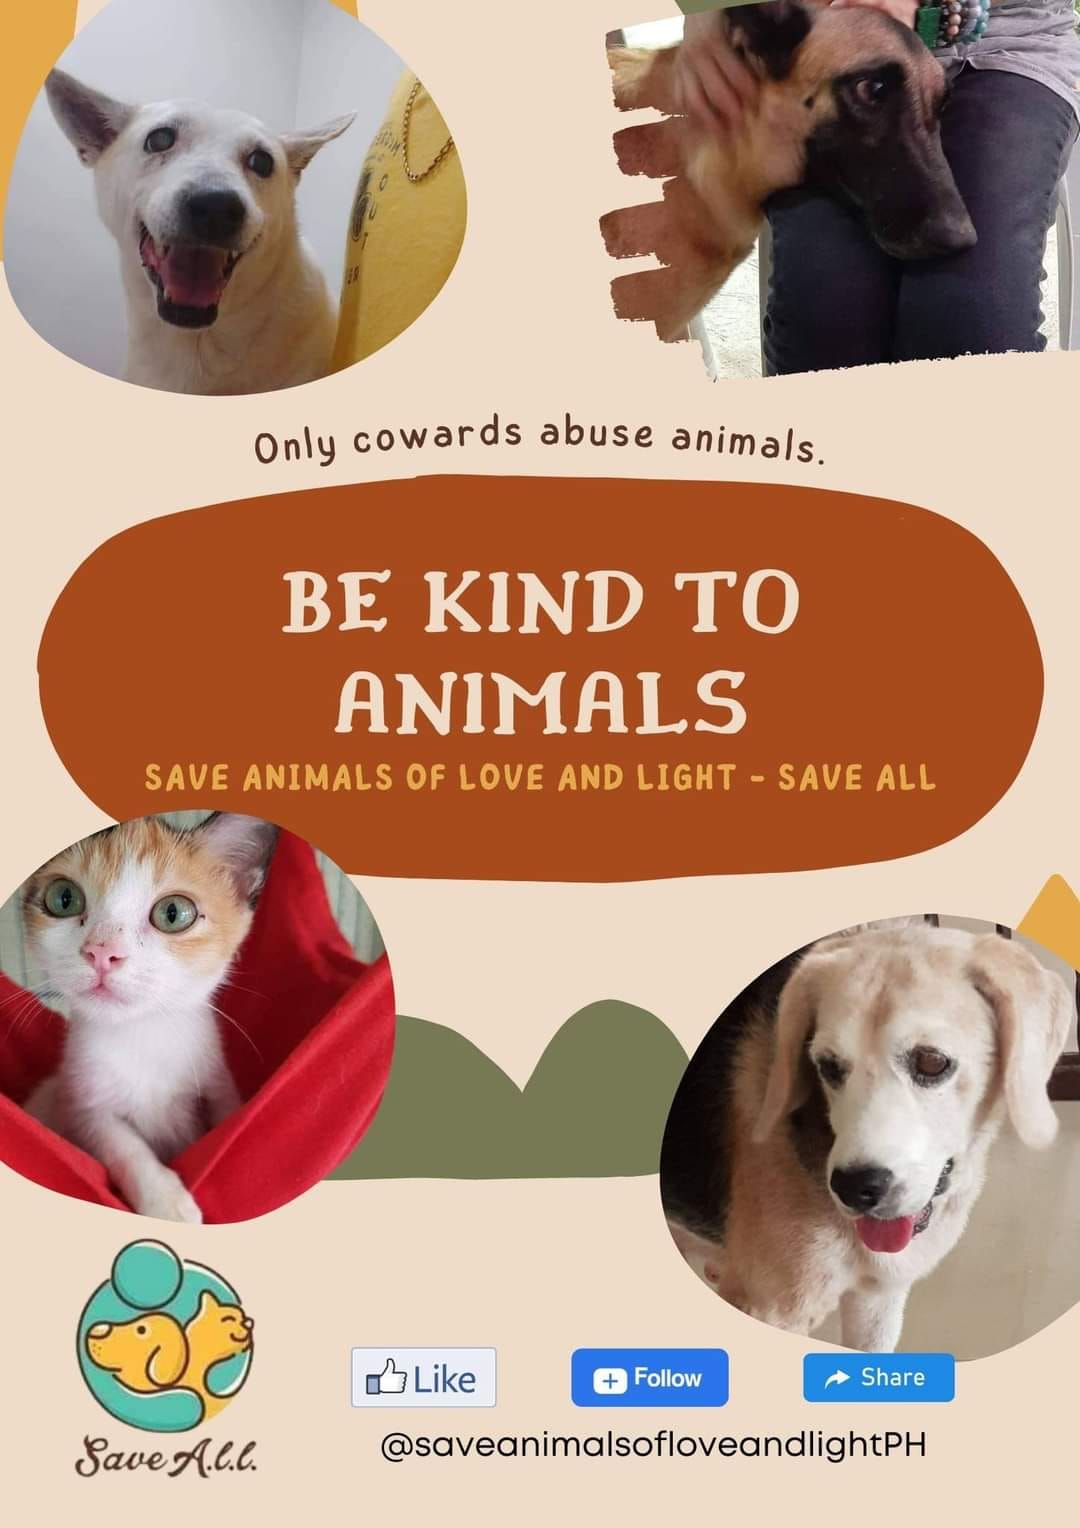 Only cowards abuse animals.
BE KIND TO
ANIMALS
SAVE ANIMALS OF LOVE AND LIGHT - SAVE ALL
Save A.L.L.
Like
Follow
Share
@saveanimalsofloveandlightPH